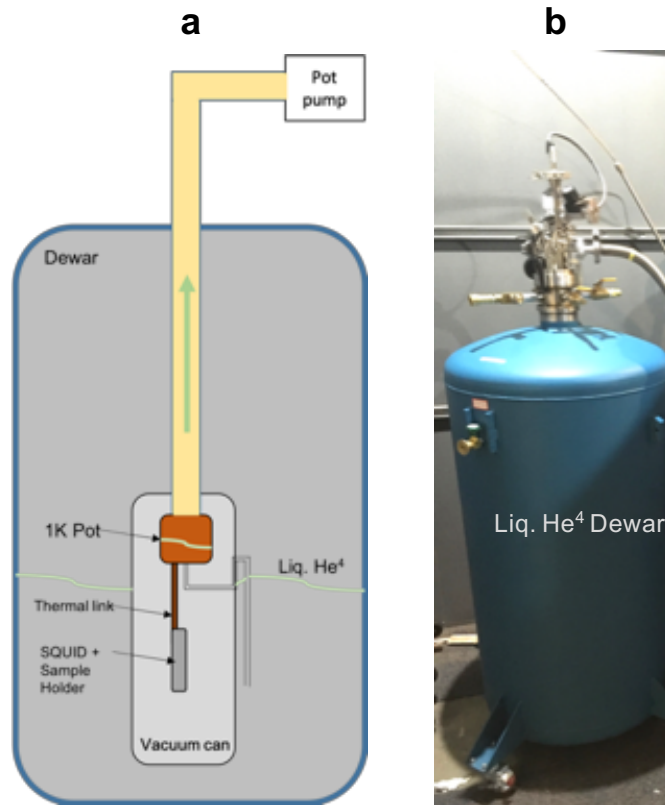 a
b
Pot
pump
Dewar
1K Pot
Liq. He⁴
Thermal link
SQUID +
Sample
Holder
Vacuum can
Liq. He⁴ Dewar